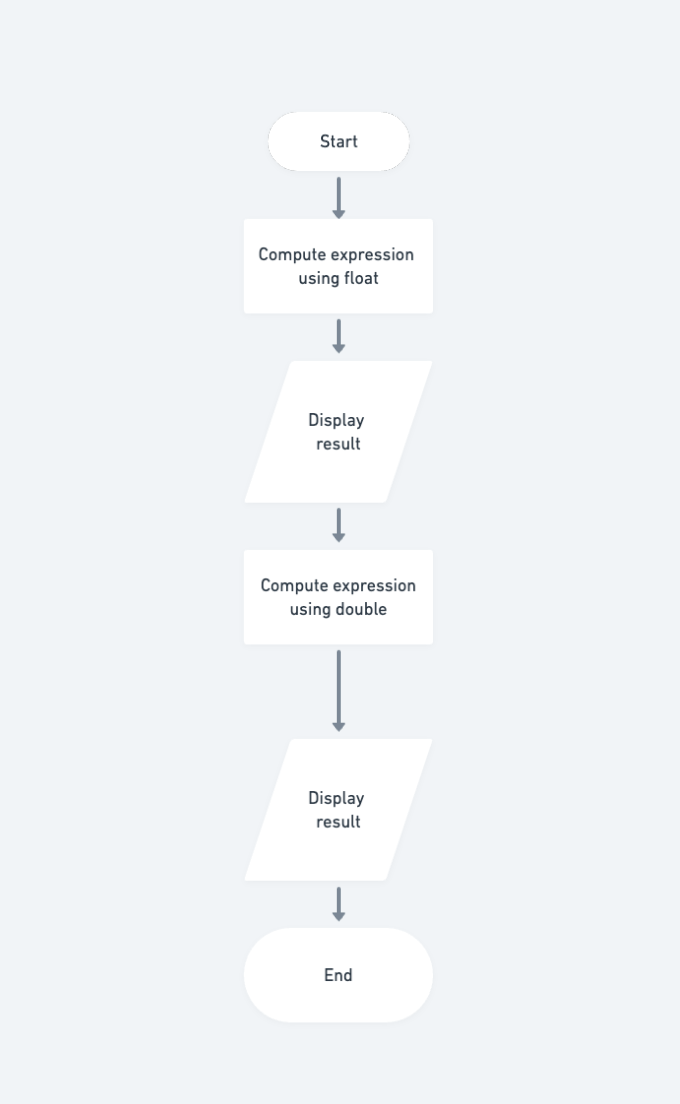 Start
Compute expression
using float
Display
result
Compute expression
using double
Display
result
End